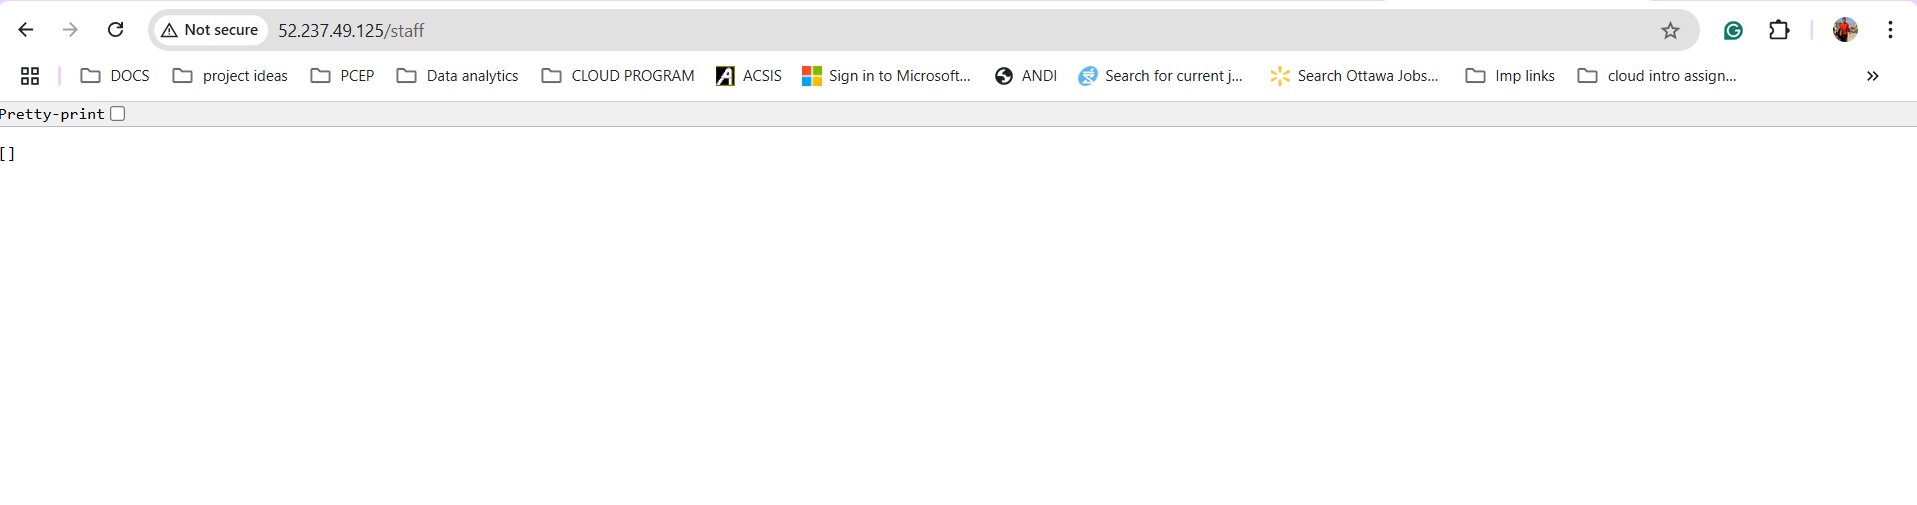 Not secure 52.237.49.125/staff
DOCS project ideas PCEP Data analytics CLOUD PROGRAM ACSIS Sign in to Microsoft... ANDI Search for current j... Search Ottawa Jobs... Imp links cloud intro assign...
Pretty-print
[]